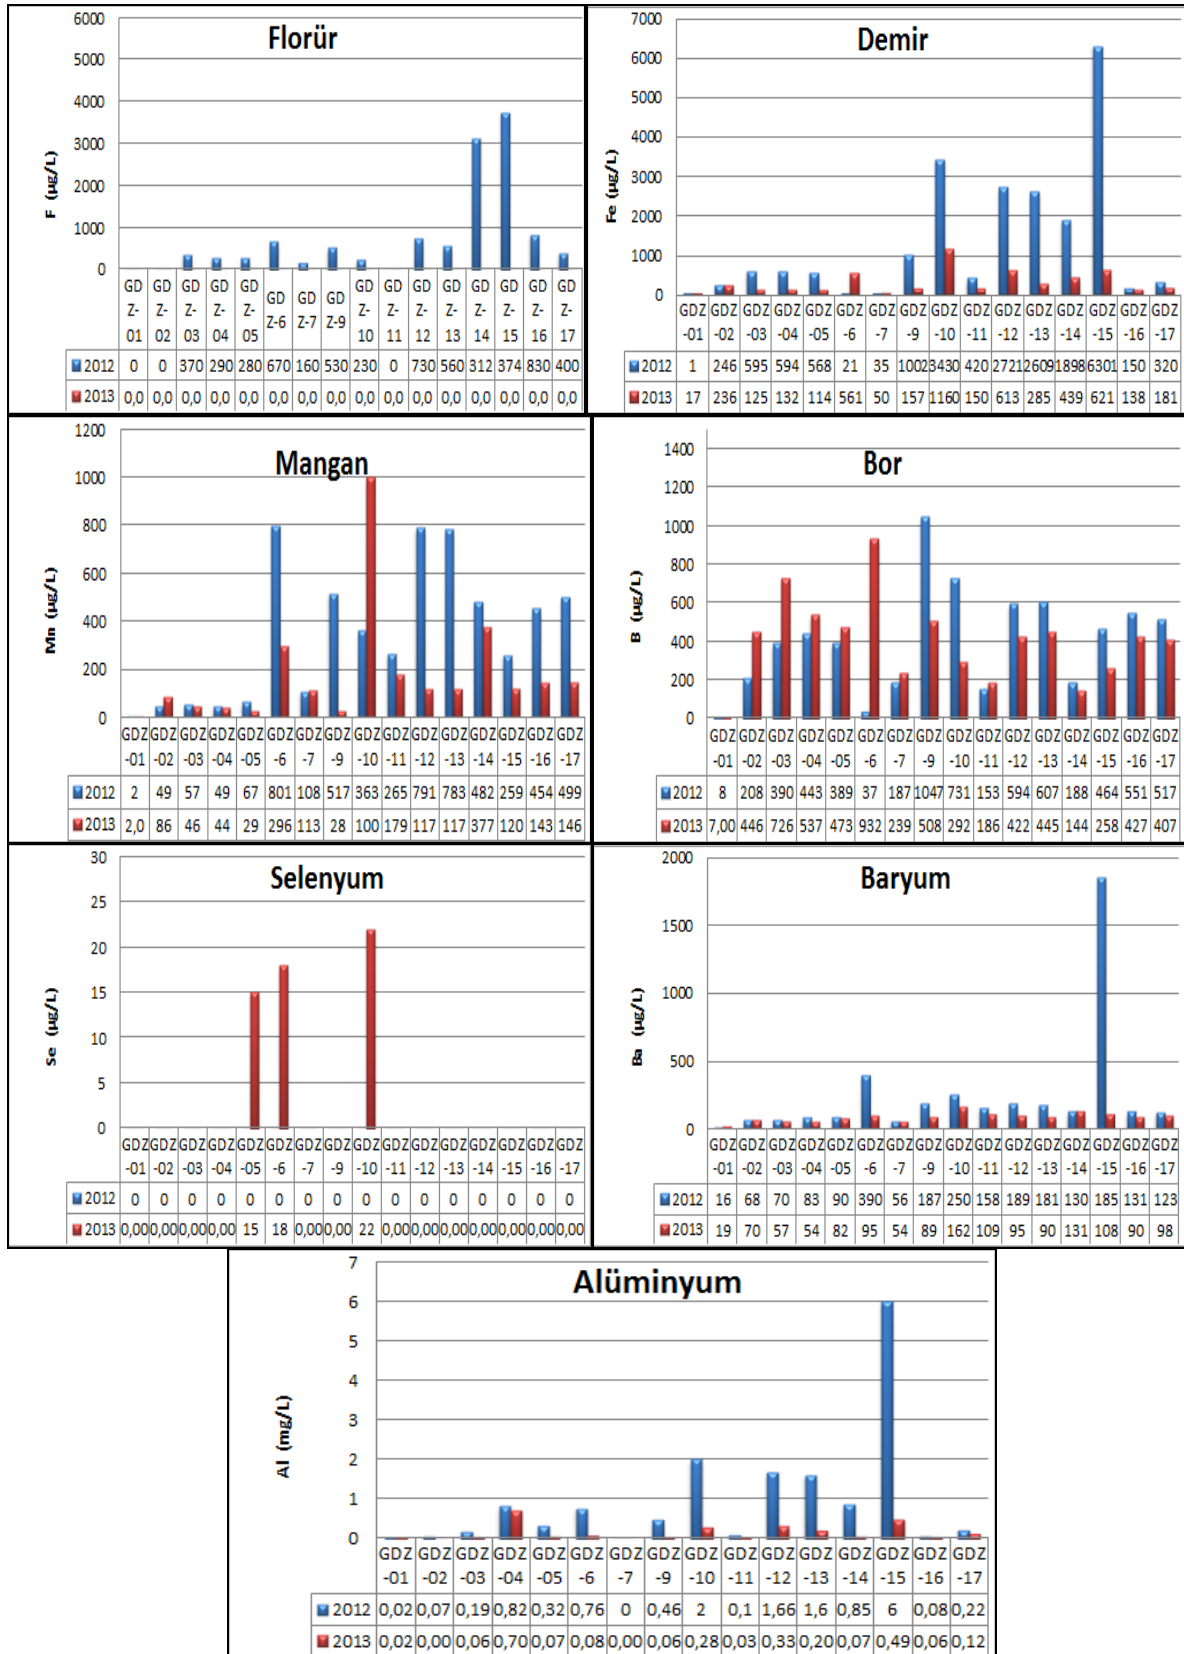 Florür
6000
5000
4000
3000
2000
1000
0
F (µg/L)
GD GD GD GD GD GD GD GD GD GD GD GD GD GD GD GD
Z- Z- Z- Z- Z- Z-6 Z-7 Z-9 Z- Z- Z- Z- Z- Z- Z- Z-
01 02 03 04 05 10 11 12 13 14 15 16 17
2012 0 0 370 290 280 670 160 530 230 0 730 560 312 374 830 400
2013 0,0 0,0 0,0 0,0 0,0 0,0 0,0 0,0 0,0 0,0 0,0 0,0 0,0 0,0 0,0 0,0
Demir
7000
6000
5000
4000
3000
2000
1000
0
Fe (µg/L)
GDZ GDZ GDZ GDZ GDZ GDZ GDZ GDZ GDZ GDZ GDZ GDZ GDZ GDZ GDZ GDZ
-01 -02 -03 -04 -05 -6 -7 -9 -10 -11 -12 -13 -14 -15 -16 -17
2012 1 246 595 594 568 21 35 1002 3430 420 2721 2609 1898 6301 150 320
2013 17 236 125 132 114 561 50 157 1160 150 613 285 439 621 138 181
Mangan
1200
1000
800
600
400
200
0
Mn (µg/L)
GDZ GDZ GDZ GDZ GDZ GDZ GDZ GDZ GDZ GDZ GDZ GDZ GDZ GDZ GDZ GDZ
-01 -02 -03 -04 -05 -6 -7 -9 -10 -11 -12 -13 -14 -15 -16 -17
2012 2 49 57 49 67 801 108 517 363 265 791 783 482 259 454 499
2013 2,0 86 46 44 29 296 113 28 100 179 117 117 377 120 143 146
Bor
1400
1200
1000
800
600
400
200
0
B (µg/L)
GDZ GDZ GDZ GDZ GDZ GDZ GDZ GDZ GDZ GDZ GDZ GDZ GDZ GDZ GDZ GDZ
-01 -02 -03 -04 -05 -6 -7 -9 -10 -11 -12 -13 -14 -15 -16 -17
2012 8 208 390 443 389 37 187 1047 731 153 594 607 188 464 551 517
2013 7,00 446 726 537 473 932 239 508 292 186 422 445 144 258 427 407
Selenyum
30
25
20
15
10
5
0
Se (µg/L)
GDZ GDZ GDZ GDZ GDZ GDZ GDZ GDZ GDZ GDZ GDZ GDZ GDZ GDZ GDZ GDZ
-01 -02 -03 -04 -05 -6 -7 -9 -10 -11 -12 -13 -14 -15 -16 -17
2012 0 0 0 0 0 0 0 0 0 0 0 0 0 0 0 0
2013 0,00 0,00 0,00 0,00 15 18 0,00 0,00 22 0,00 0,00 0,00 0,00 0,00 0,00 0,00
Baryum
2000
1500
1000
500
0
Ba (µg/L)
GDZ GDZ GDZ GDZ GDZ GDZ GDZ GDZ GDZ GDZ GDZ GDZ GDZ GDZ GDZ GDZ
-01 -02 -03 -04 -05 -6 -7 -9 -10 -11 -12 -13 -14 -15 -16 -17
2012 16 68 70 83 90 390 56 187 250 158 189 181 130 185 131 123
2013 19 70 57 54 82 95 54 89 162 109 95 90 131 108 90 98
Alüminyum
7
6
5
4
3
2
1
0
Al (mg/L)
GDZ GDZ GDZ GDZ GDZ GDZ GDZ GDZ GDZ GDZ GDZ GDZ GDZ GDZ GDZ GDZ
-01 -02 -03 -04 -05 -6 -7 -9 -10 -11 -12 -13 -14 -15 -16 -17
2012 0,02 0,07 0,19 0,82 0,32 0,76 0 0,46 2 0,1 1,66 1,6 0,85 6 0,08 0,22
2013 0,02 0,00 0,06 0,70 0,07 0,08 0,00 0,06 0,28 0,03 0,33 0,20 0,07 0,49 0,06 0,12